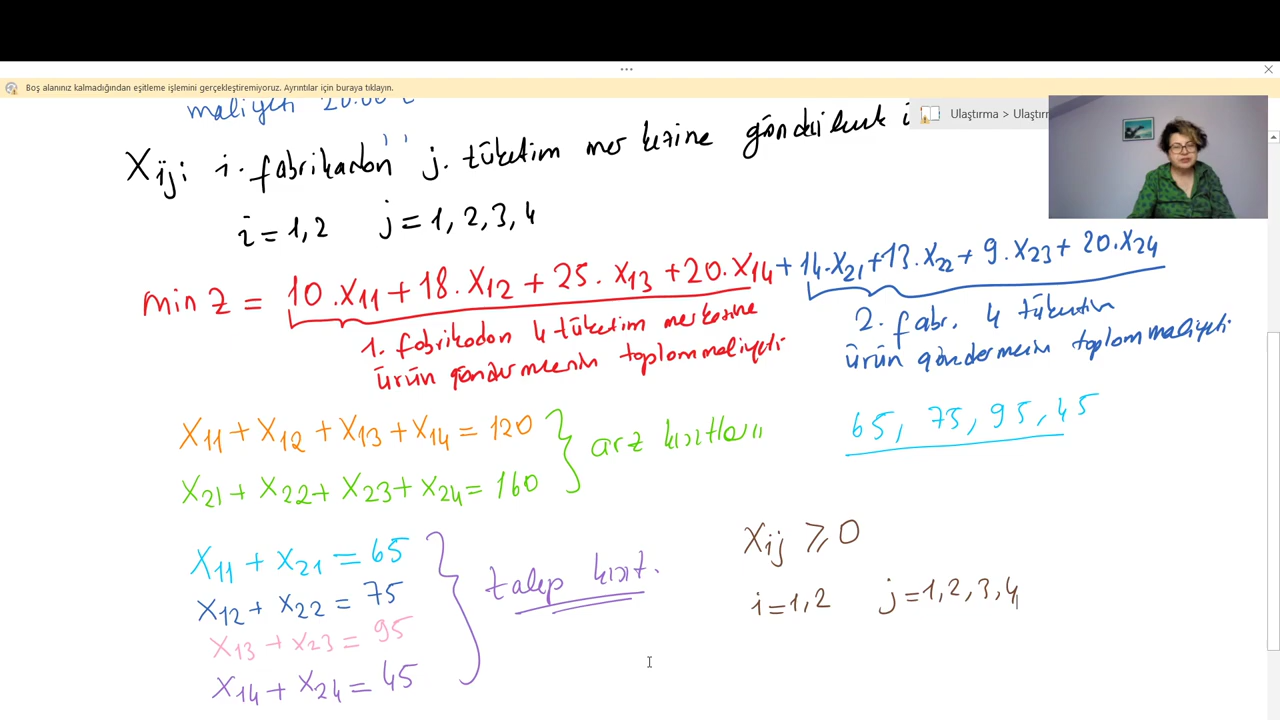 Boş alanınız kalmadığından eşitleme işlemini gerçekleştiremiyoruz. Ayrıntılar için buraya tıklayın.
maliyeti 20.00
Ulaştırma > Ulaştırm
Xij: i. fabrikadan j. tüketim merkezine gönderilecek
i=1,2 j=1,2,3,4
min Z = 10.X11+18.X12+25.X13+20.X14+14.X21+13.X22+9.X23+20.X24
1. fabrikadan 4 tüketim merkezine
ürün göndermenin toplam maliyeti
2. fabr. 4 tüketim
ürün göndermenin toplam maliyeti
X11+X12+X13+X14=120
X21+X22+X23+X24=160
arz kısıtları
65, 75, 95, 45
X11+X21=65
X12+X22=75
X13+X23=95
X14+X24=45
talep kısıt.
Xij ≥0
i=1,2 j=1,2,3,4